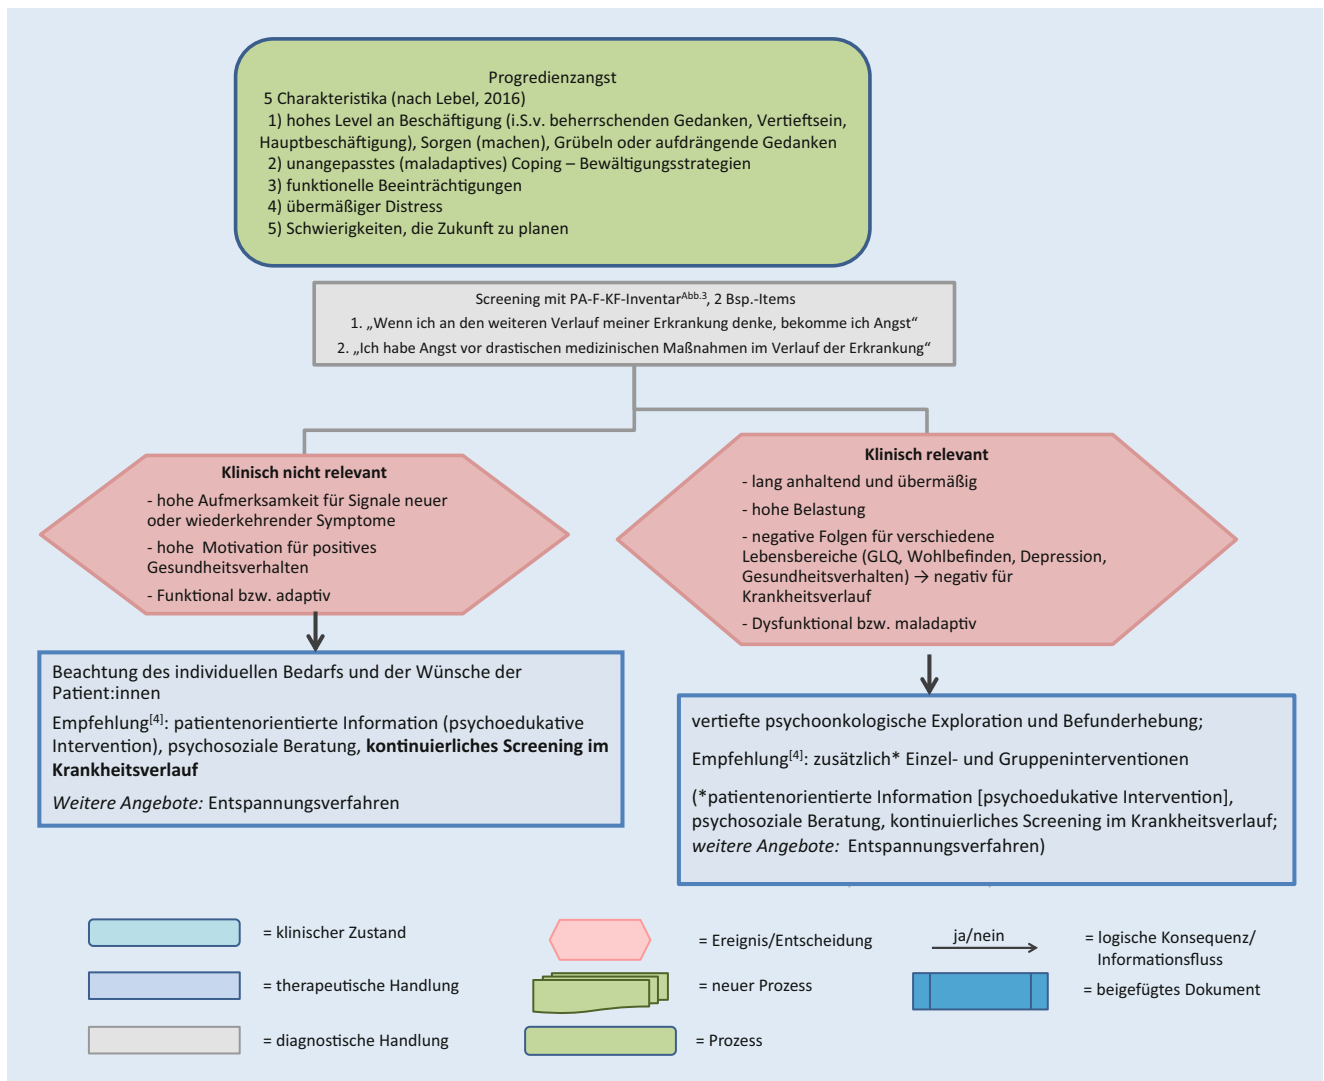 Progredienzangst
5 Charakteristika (nach Lebel, 2016)
1) hohes Level an Beschäftigung (i.S.v. beherrschenden Gedanken, Vertieftsein,
Hauptbeschäftigung), Sorgen (machen), Grübeln oder aufdrängende Gedanken
2) unangepasstes (maladaptives) Coping – Bewältigungsstrategien
3) funktionelle Beeinträchtigungen
4) übermäßiger Distress
5) Schwierigkeiten, die Zukunft zu planen
Screening mit PA-F-KF-Inventar^Abb.3, 2 Bsp.-Items
1. „Wenn ich an den weiteren Verlauf meiner Erkrankung denke, bekomme ich Angst“
2. „Ich habe Angst vor drastischen medizinischen Maßnahmen im Verlauf der Erkrankung“
Klinisch nicht relevant
- hohe Aufmerksamkeit für Signale neuer
oder wiederkehrender Symptome
- hohe Motivation für positives
Gesundheitsverhalten
- Funktional bzw. adaptiv
Klinisch relevant
- lang anhaltend und übermäßig
- hohe Belastung
- negative Folgen für verschiedene
Lebensbereiche (GLQ, Wohlbefinden, Depression,
Gesundheitsverhalten) → negativ für
Krankheitsverlauf
- Dysfunktional bzw. maladaptiv
Beachtung des individuellen Bedarfs und der Wünsche der
Patient:innen
Empfehlung[4]: patientenorientierte Information (psychoedukative
Intervention), psychosoziale Beratung, kontinuierliches Screening im
Krankheitsverlauf
Weitere Angebote: Entspannungsverfahren
vertiefte psychoonkologische Exploration und Befunderhebung;
Empfehlung[4]: zusätzlich* Einzel- und Gruppeninterventionen
(*patientenorientierte Information [psychoedukative Intervention],
psychosoziale Beratung, kontinuierliches Screening im Krankheitsverlauf;
weitere Angebote: Entspannungsverfahren)
= klinischer Zustand
= therapeutische Handlung
= diagnostische Handlung
= Ereignis/Entscheidung
= neuer Prozess
= Prozess
ja/nein
= logische Konsequenz/
Informationsfluss
= beigefügtes Dokument